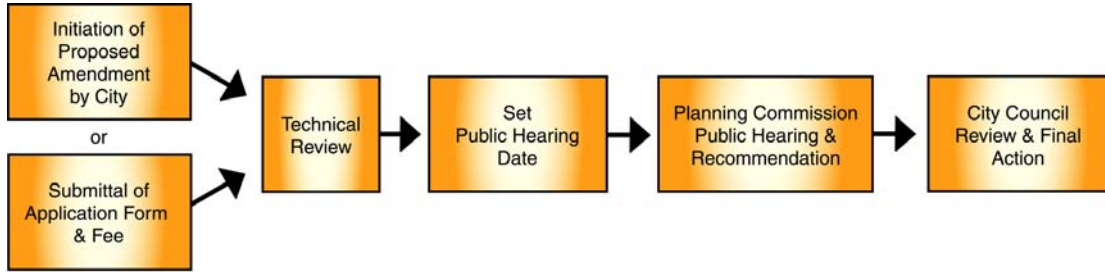 Initiation of
Proposed
Amendment
by City
or
Submittal of
Application Form
& Fee
Technical
Review
Set
Public Hearing
Date
Planning Commission
Public Hearing &
Recommendation
City Council
Review & Final
Action